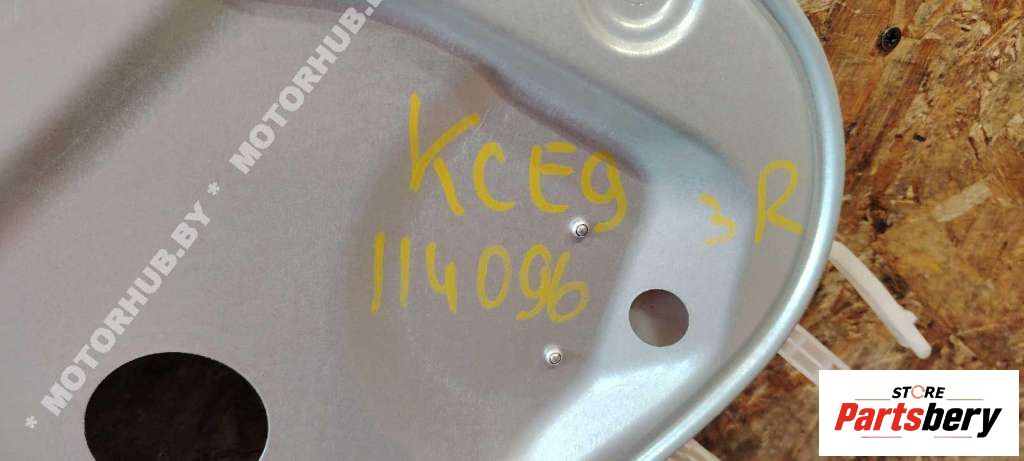 * MOTORHUB.BY * MOTORHUB.BY
KCE9
3R
114096
STORE
Partsbery